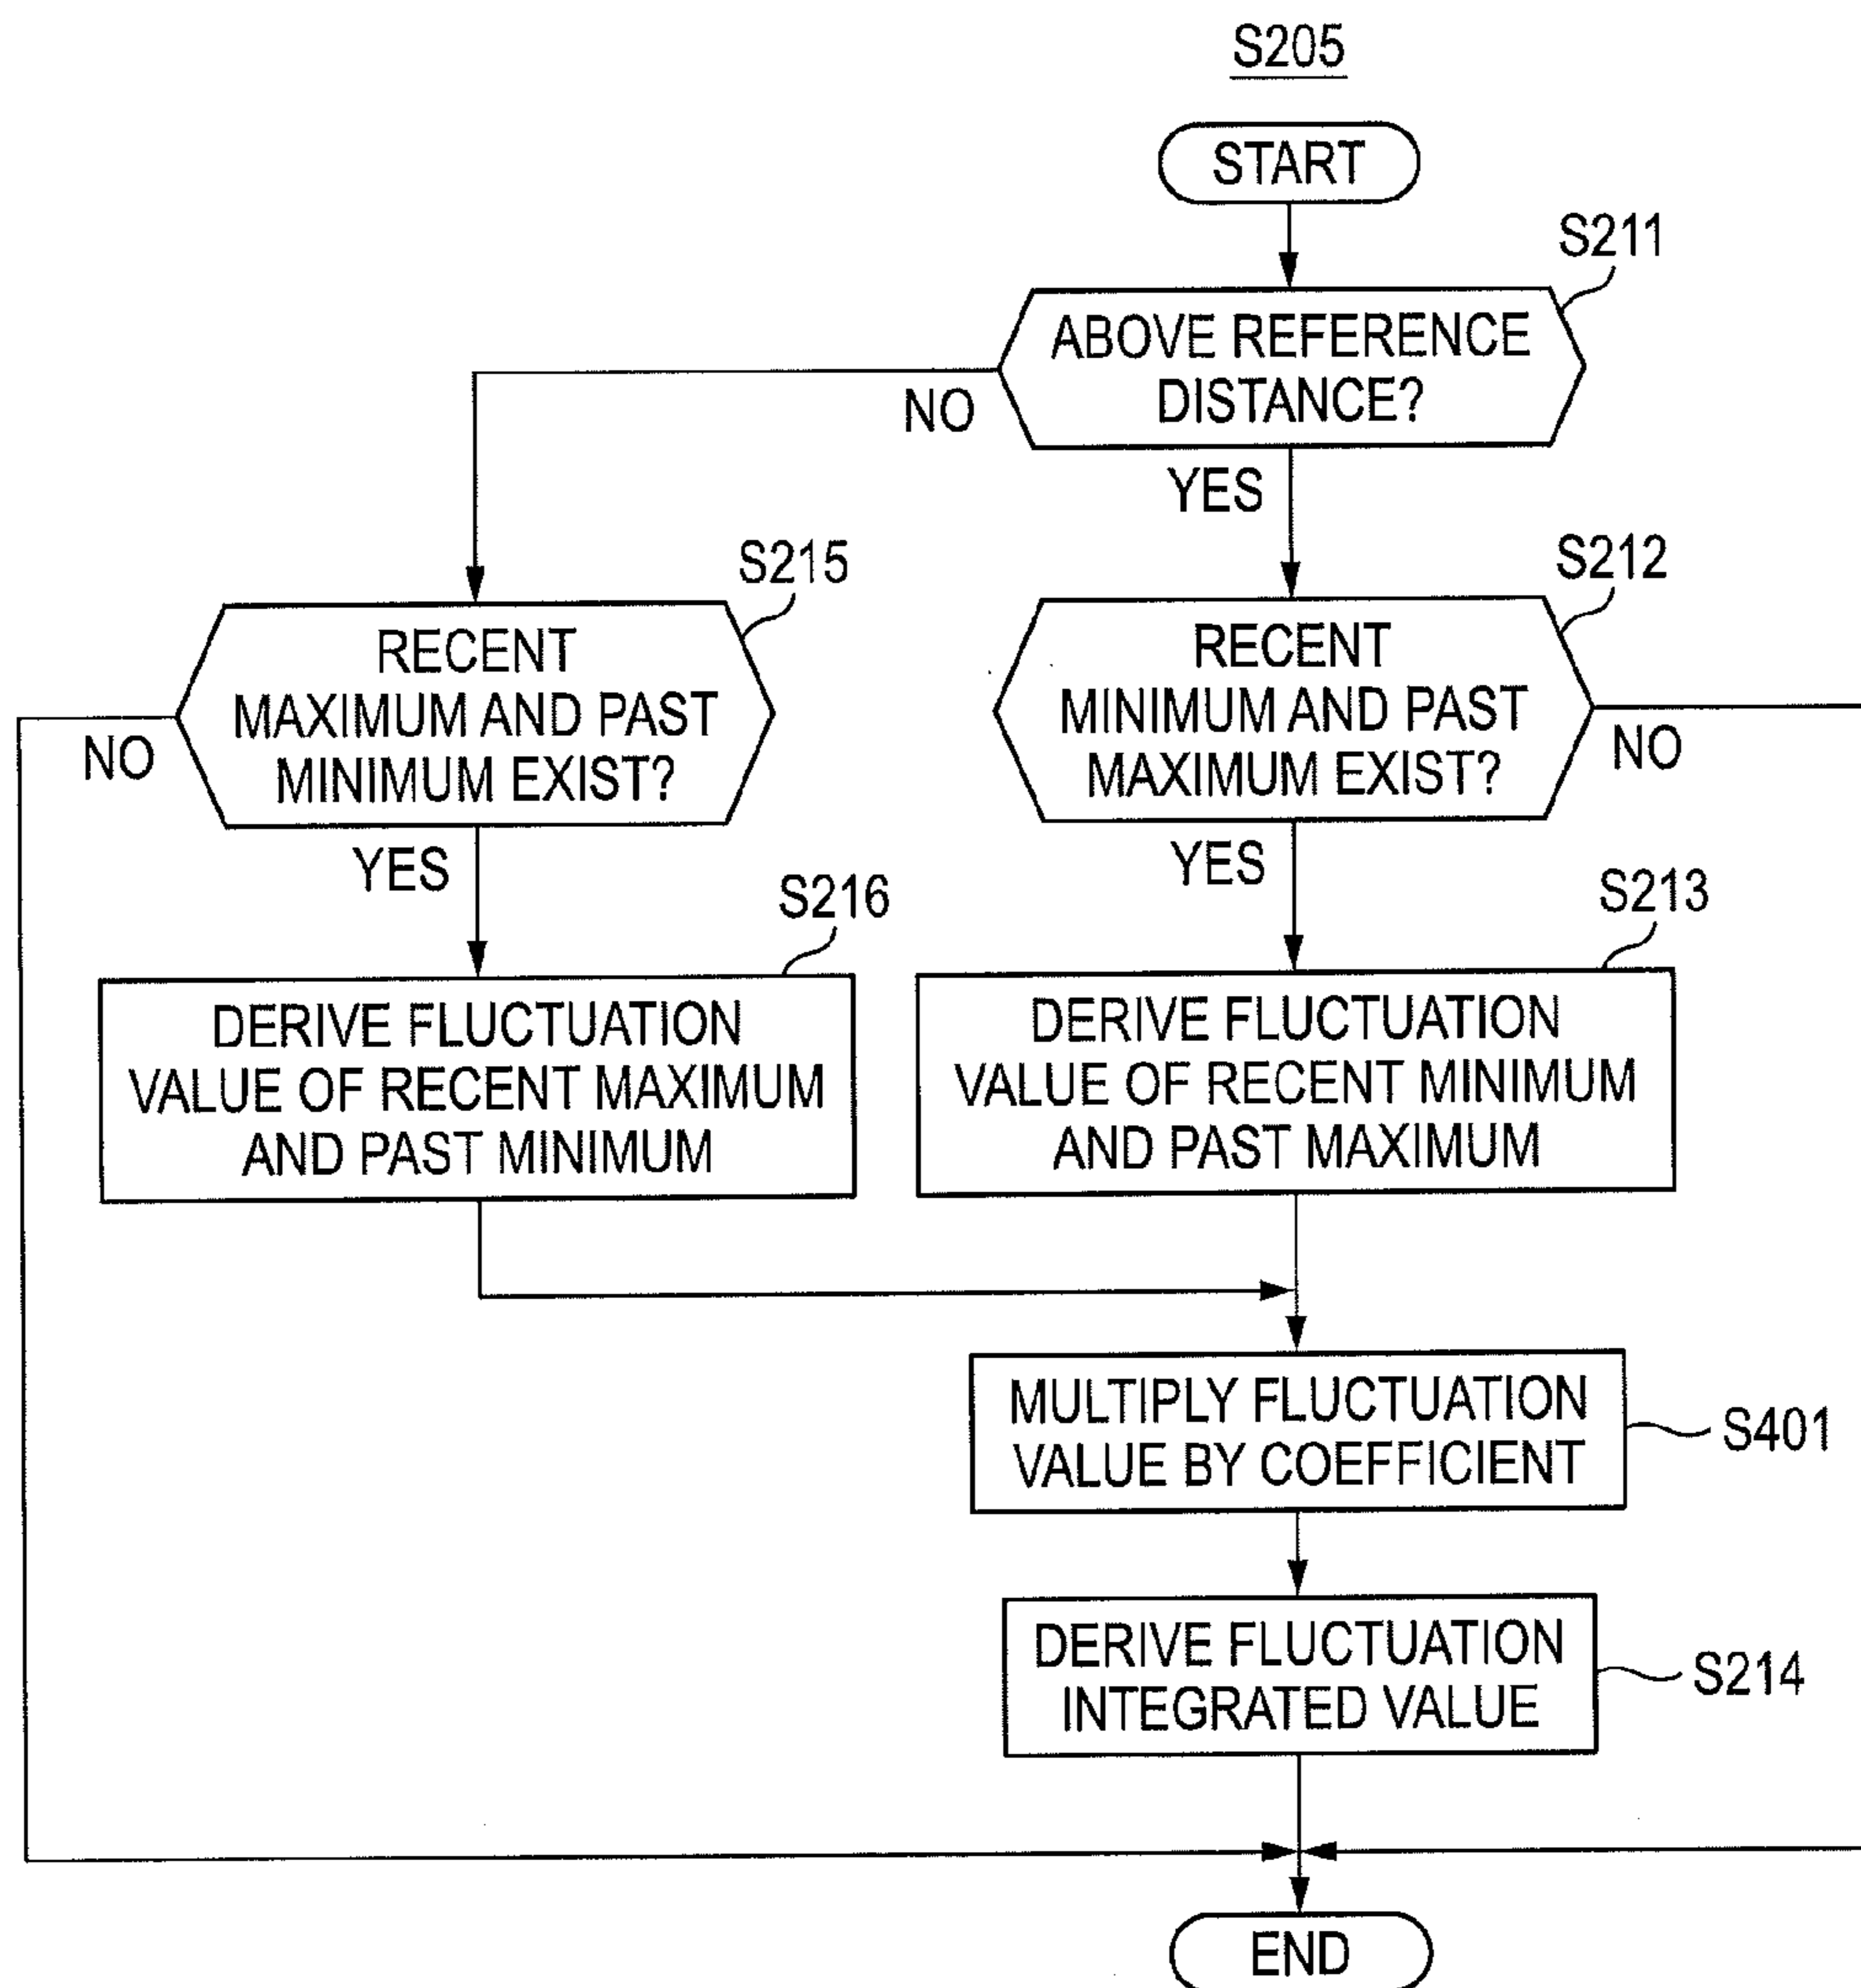 S205
START
S211
ABOVE REFERENCE
DISTANCE?
NO
YES
S215
RECENT
MAXIMUM AND PAST
MINIMUM EXIST?
NO
YES
S212
RECENT
MINIMUM AND PAST
MAXIMUM EXIST?
NO
YES
S216
DERIVE FLUCTUATION
VALUE OF RECENT MAXIMUM
AND PAST MINIMUM
S213
DERIVE FLUCTUATION
VALUE OF RECENT MINIMUM
AND PAST MAXIMUM
MULTIPLY FLUCTUATION
VALUE BY COEFFICIENT
S401
DERIVE FLUCTUATION
INTEGRATED VALUE
S214
END